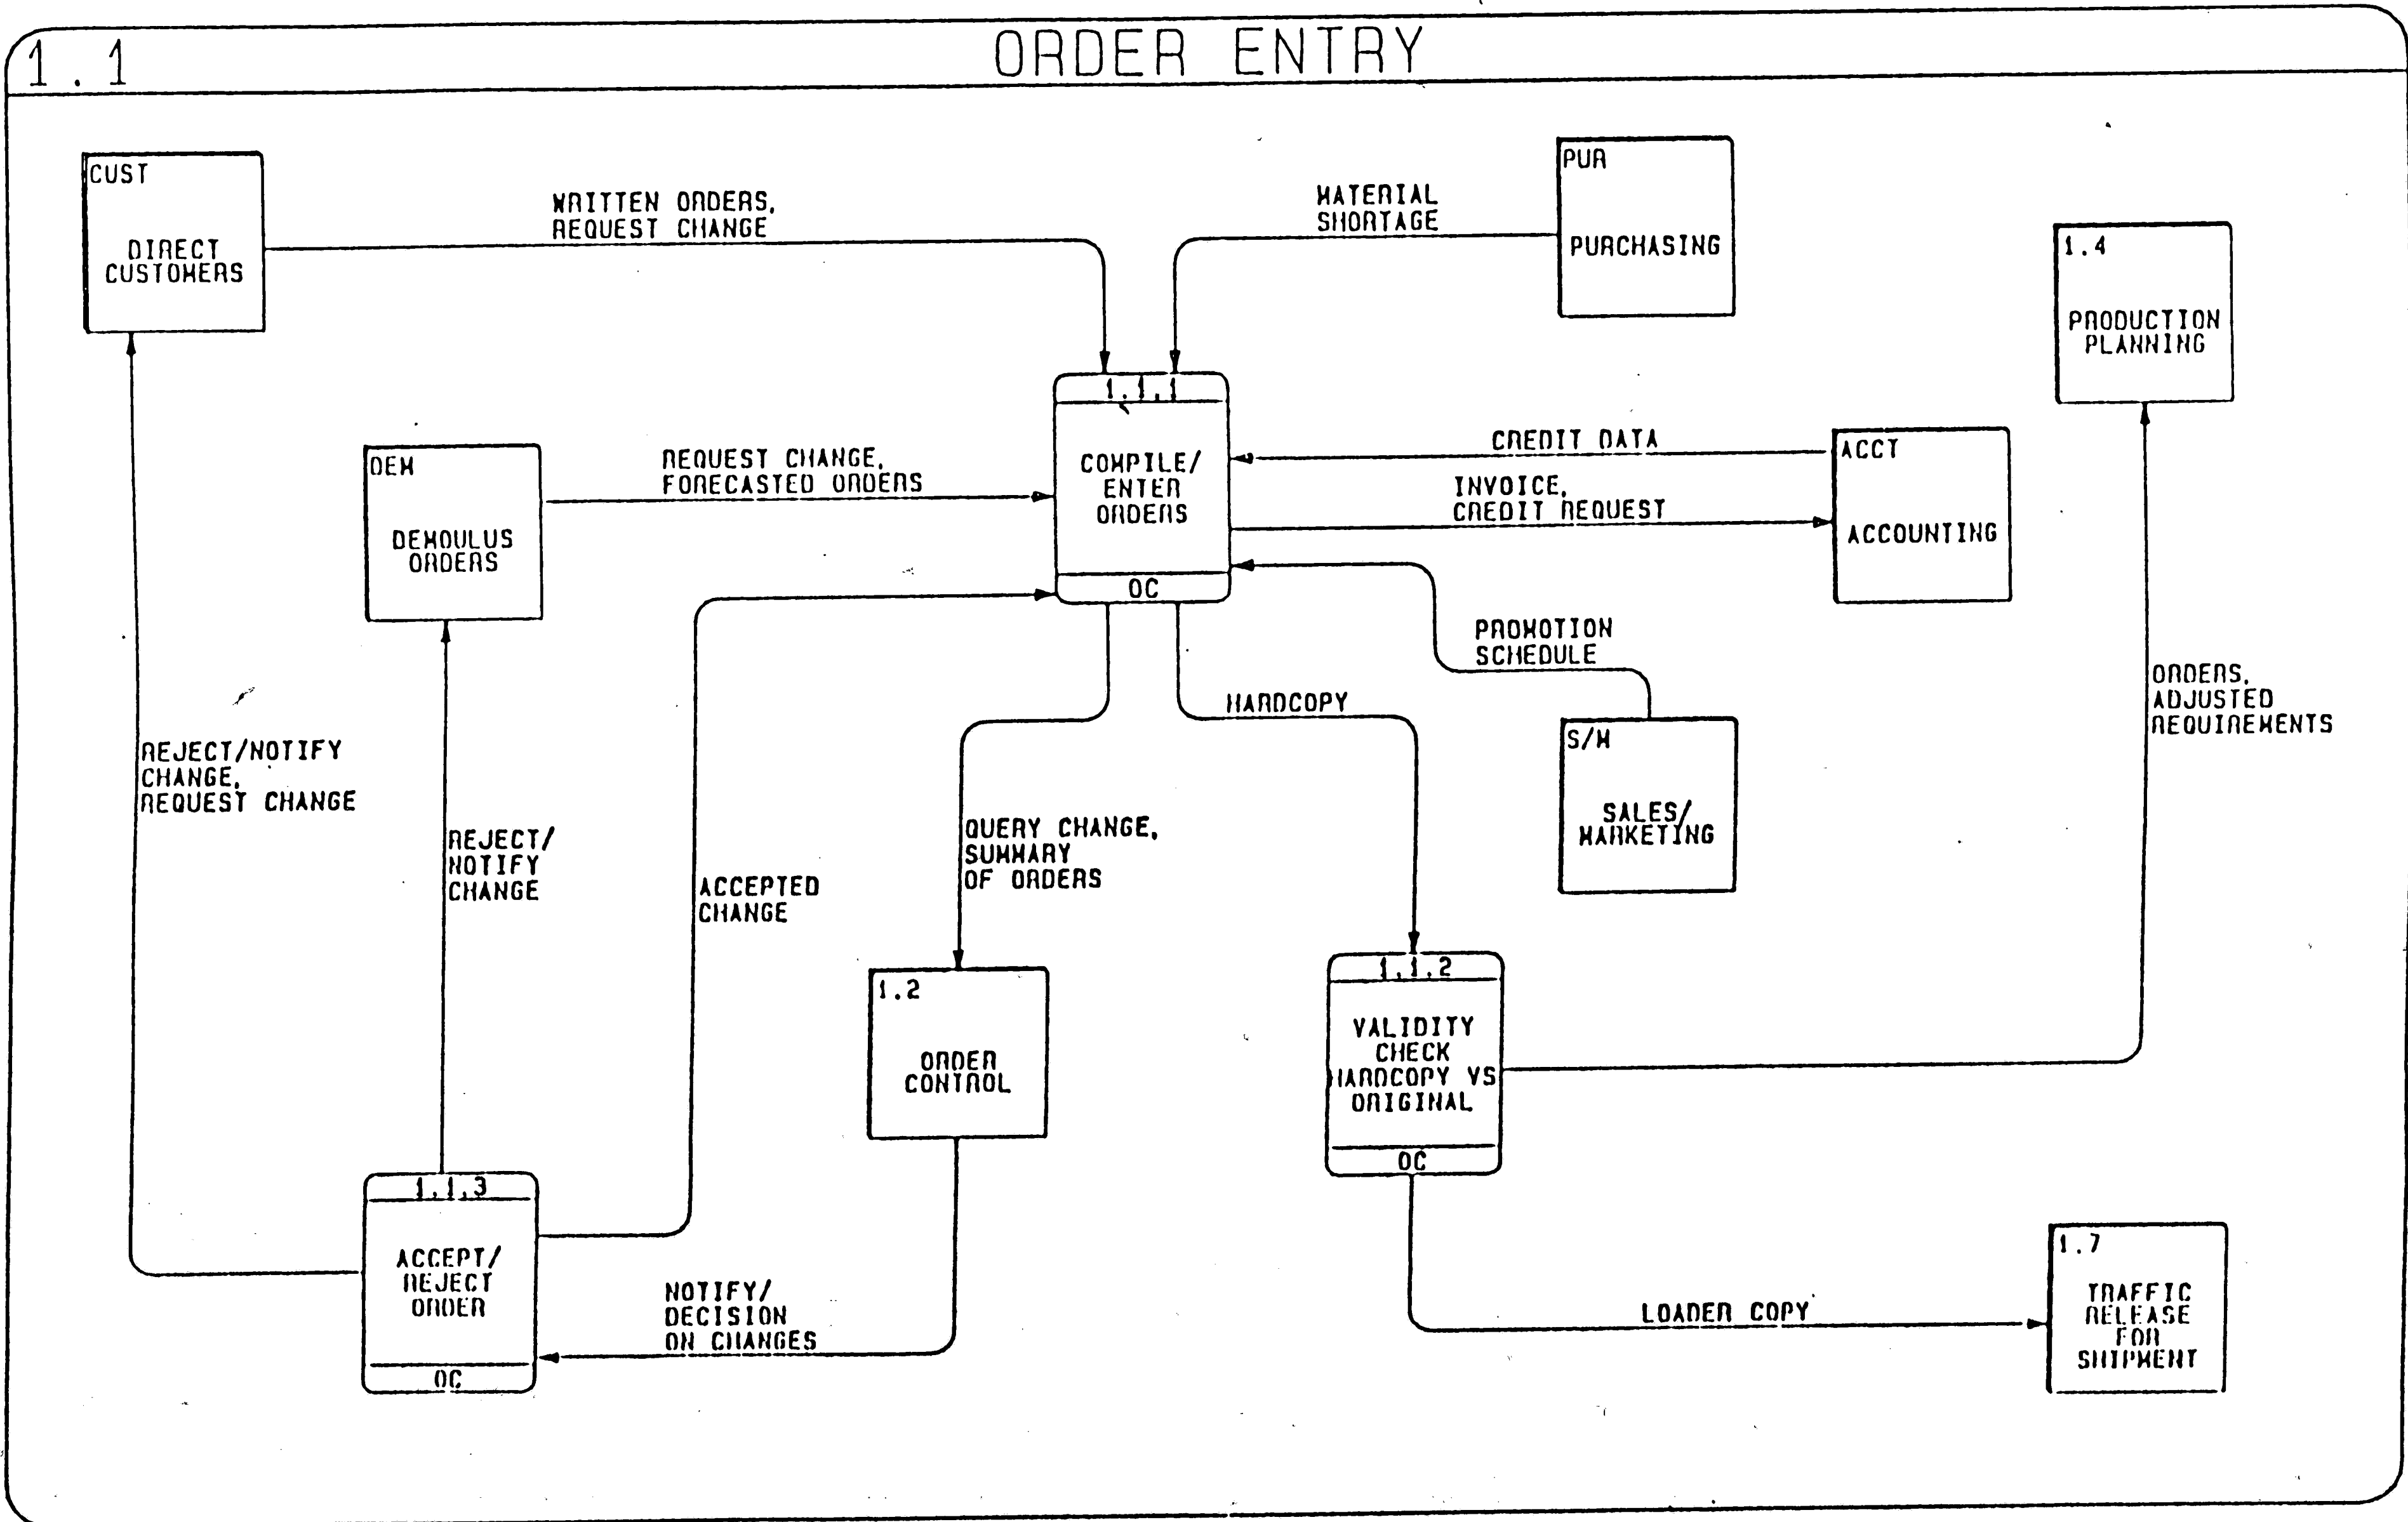 1.1
ORDER ENTRY
CUST
DIRECT
CUSTOMERS
WRITTEN ORDERS,
REQUEST CHANGE
MATERIAL
SHORTAGE
PUR
PURCHASING
1.4
PRODUCTION
PLANNING
1.1.1
COMPILE/
ENTER
ORDERS
OC
DEM
DEMOULUS
ORDERS
REQUEST CHANGE,
FORECASTED ORDERS
CREDIT DATA
INVOICE,
CREDIT REQUEST
ACCT
ACCOUNTING
PROMOTION
SCHEDULE
S/M
SALES/
MARKETING
ORDERS,
ADJUSTED
REQUIREMENTS
HARDCOPY
REJECT/NOTIFY
CHANGE,
REQUEST CHANGE
REJECT/
NOTIFY
CHANGE
ACCEPTED
CHANGE
QUERY CHANGE,
SUMMARY
OF ORDERS
1.2
ORDER
CONTROL
1.1.2
VALIDITY
CHECK
HARDCOPY VS
ORIGINAL
OC
1.1.3
ACCEPT/
REJECT
ORDER
OC
NOTIFY/
DECISION
ON CHANGES
LOADER COPY
1.7
TRAFFIC
RELEASE
FOR
SHIPMENT